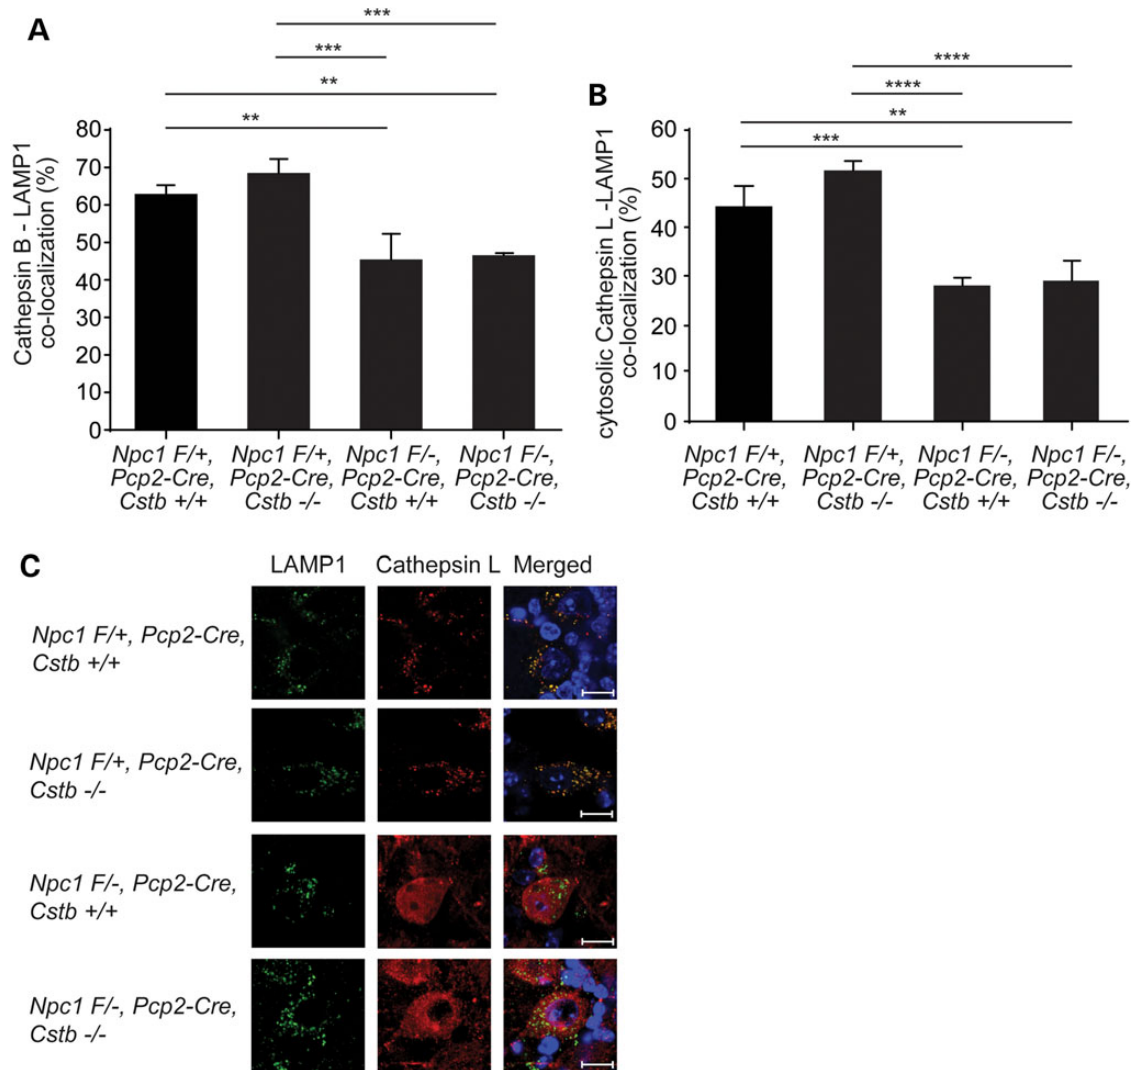 A
***
***
**
**
Cathepsin B - LAMP1
co-localization (%)
80
70
60
50
40
30
20
10
0
Npc1 F/+,
Pcp2-Cre,
Cstb +/+
Npc1 F/+,
Pcp2-Cre,
Cstb -/-
Npc1 F/-,
Pcp2-Cre,
Cstb +/+
Npc1 F/-,
Pcp2-Cre,
Cstb -/-
B
****
****
**
***
cytosolic Cathepsin L -LAMP1
co-localization (%)
60
50
40
30
20
10
0
Npc1 F/+,
Pcp2-Cre,
Cstb +/+
Npc1 F/+,
Pcp2-Cre,
Cstb -/-
Npc1 F/-,
Pcp2-Cre,
Cstb +/+
Npc1 F/-,
Pcp2-Cre,
Cstb -/-
C
LAMP1 Cathepsin L Merged
Npc1 F/+, Pcp2-Cre,
Cstb +/+
Npc1 F/+, Pcp2-Cre,
Cstb -/-
Npc1 F/-, Pcp2-Cre,
Cstb +/+
Npc1 F/-, Pcp2-Cre,
Cstb -/-